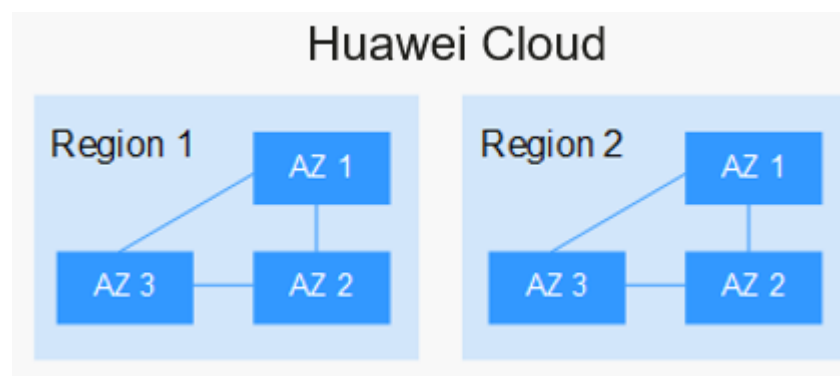 Huawei Cloud
Region 1
AZ 1
AZ 3
AZ 2
Region 2
AZ 1
AZ 3
AZ 2